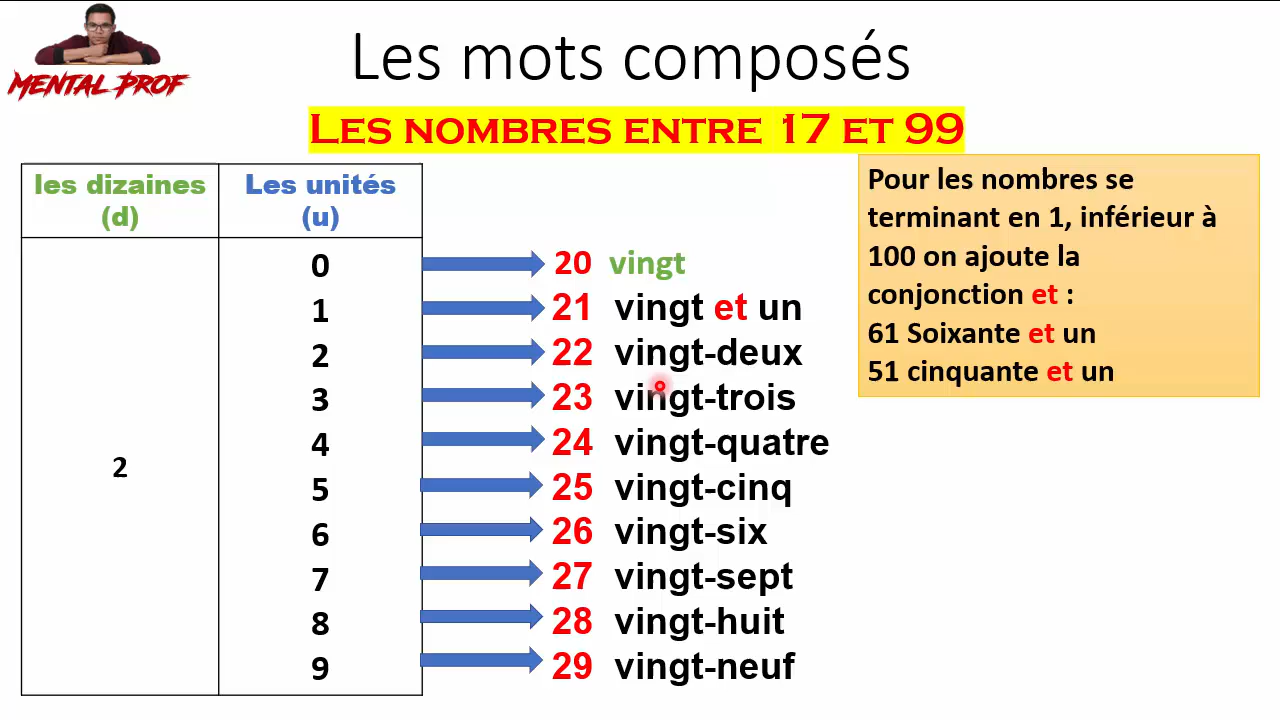 MENTAL PROF
Les mots composés
LES NOMBRES ENTRE 17 ET 99
les dizaines
(d)
Les unités
(u)
2
0
1
2
3
4
5
6
7
8
9
20 vingt
21 vingt et un
22 vingt-deux
23 vingt-trois
24 vingt-quatre
25 vingt-cinq
26 vingt-six
27 vingt-sept
28 vingt-huit
29 vingt-neuf
Pour les nombres se
terminant en 1, inférieur à
100 on ajoute la
conjonction et :
61 Soixante et un
51 cinquante et un